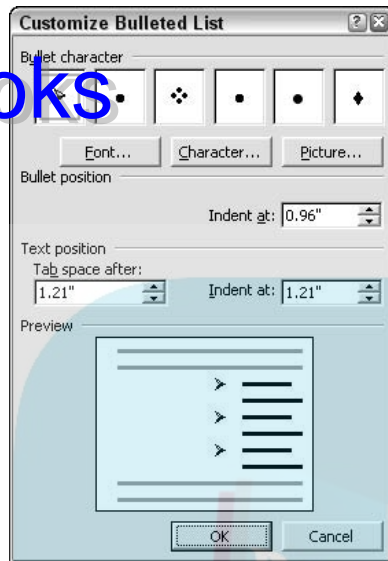 Customize Bulleted List
Bullet character
oks
Font... Character... Picture...
Bullet position
Indent at: 0.96"
Text position
Tab space after:
1.21" Indent at: 1.21"
Preview
OK Cancel